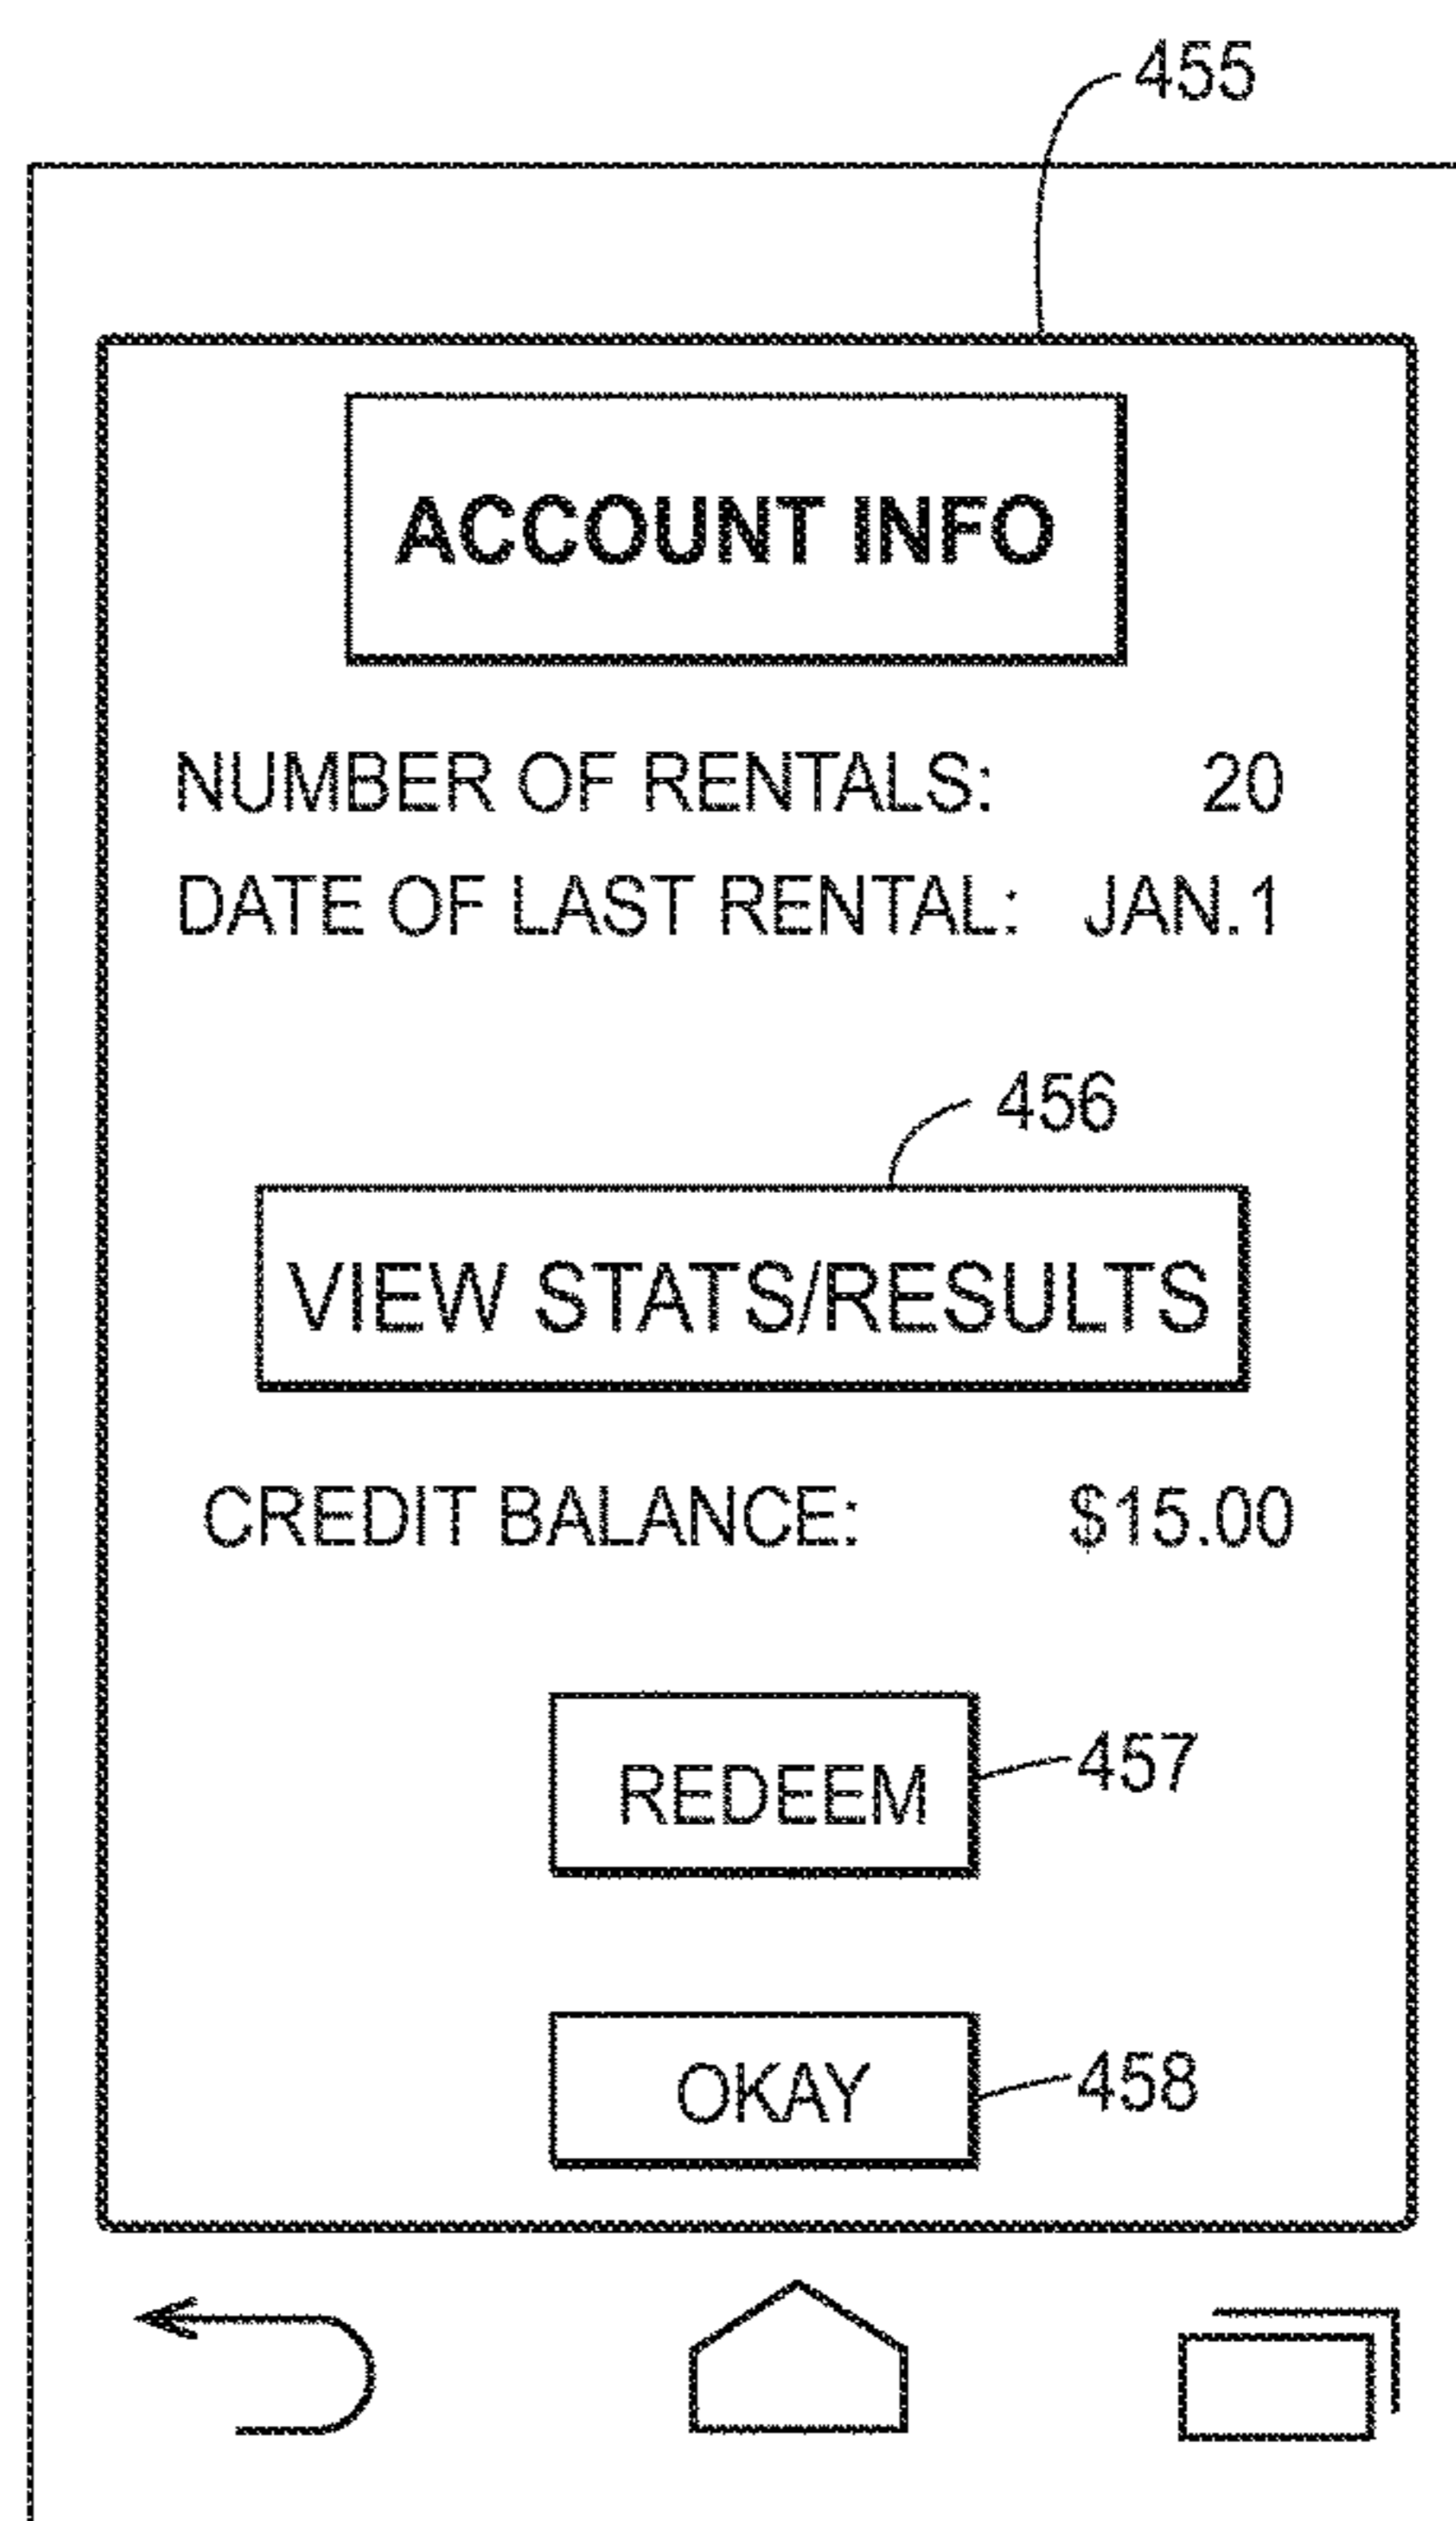 455
ACCOUNT INFO
NUMBER OF RENTALS: 20
DATE OF LAST RENTAL: JAN.1
456
VIEW STATS/RESULTS
CREDIT BALANCE: $15.00
REDEEM 457
OKAY 458